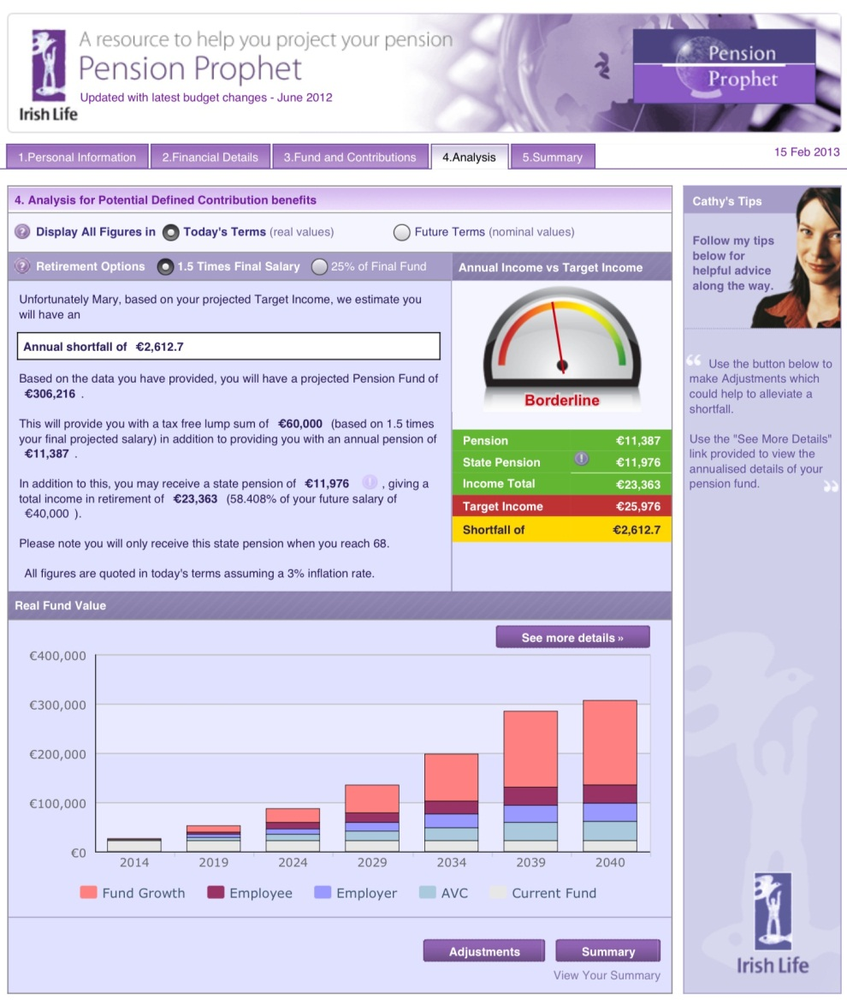 A resource to help you project your pension
Pension Prophet
Updated with latest budget changes - June 2012
Irish Life
Pension
Prophet
1.Personal Information
2.Financial Details
3.Fund and Contributions
4.Analysis
5.Summary
15 Feb 2013
4. Analysis for Potential Defined Contribution benefits
? Display All Figures in Today's Terms (real values) Future Terms (nominal values)
? Retirement Options 1.5 Times Final Salary 25% of Final Fund
Unfortunately Mary, based on your projected Target Income, we estimate you
will have an
Annual shortfall of €2,612.7
Based on the data you have provided, you will have a projected Pension Fund of
€306,216 .
This will provide you with a tax free lump sum of €60,000 (based on 1.5 times
your final projected salary) in addition to providing you with an annual pension of
€11,387 .
In addition to this, you may receive a state pension of €11,976 ! , giving a
total income in retirement of €23,363 (58.408% of your future salary of
€40,000 ).
Please note you will only receive this state pension when you reach 68.
All figures are quoted in today's terms assuming a 3% inflation rate.
Annual Income vs Target Income
Borderline
Pension €11,387
State Pension ! €11,976
Income Total €23,363
Target Income €25,976
Shortfall of €2,612.7
Real Fund Value
See more details »
€400,000
€300,000
€200,000
€100,000
€0
2014 2019 2024 2029 2034 2039 2040
Fund Growth Employee Employer AVC Current Fund
Adjustments
Summary
View Your Summary
Cathy's Tips
Follow my tips
below for
helpful advice
along the way.
“ Use the button below to
make Adjustments which
could help to alleviate a
shortfall.
Use the "See More Details"
link provided to view the
annualised details of your
pension fund. ”
Irish Life